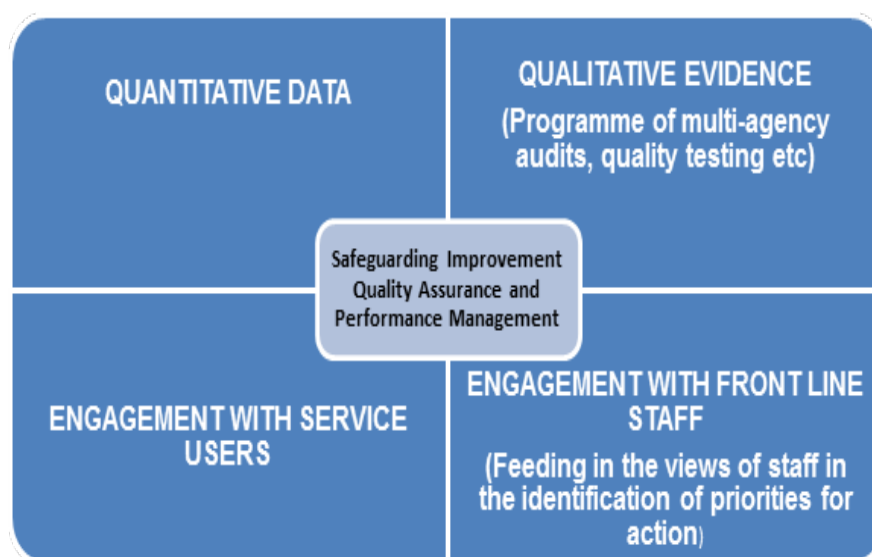 QUANTITATIVE DATA
QUALITATIVE EVIDENCE
(Programme of multi-agency
audits, quality testing etc)
Safeguarding Improvement
Quality Assurance and
Performance Management
ENGAGEMENT WITH SERVICE
USERS
ENGAGEMENT WITH FRONT LINE
STAFF
(Feeding in the views of staff in
the identification of priorities for
action)